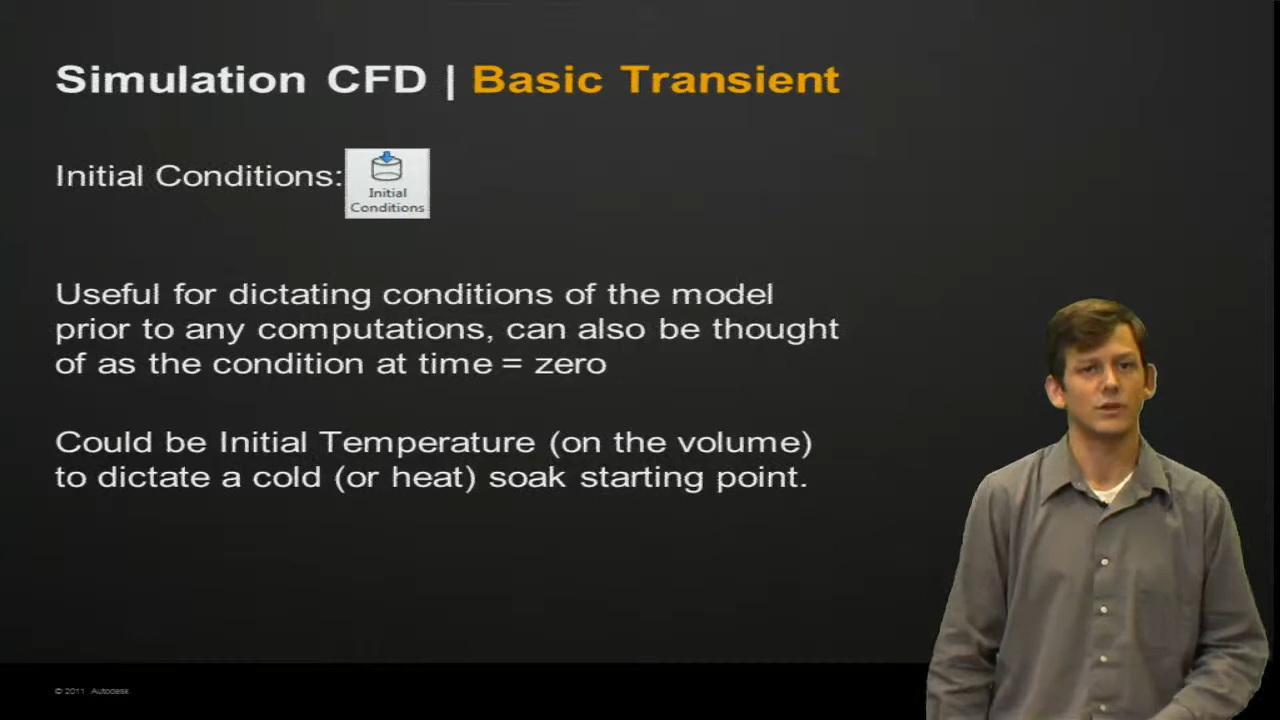 Simulation CFD | Basic Transient
Initial Conditions:
Initial
Conditions
Useful for dictating conditions of the model
prior to any computations, can also be thought
of as the condition at time = zero
Could be Initial Temperature (on the volume)
to dictate a cold (or heat) soak starting point.
© 2011 Autodesk